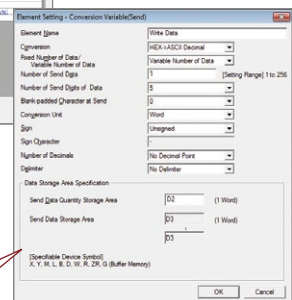 Element Setting - Conversion Variable(Send)
Element Name Write Data
Conversion HEX->ASCII Decimal
Fixed Number of Data/
Variable Number of Data Variable Number of Data
Number of Send Data 1 [Setting Range] 1 to 256
Number of Send Digits of Data 5
Blank-padded Character at Send 0
Conversion Unit Word
Sign Unsigned
Sign Character -
Number of Decimals No Decimal Point
Delimiter No Delimiter
Data Storage Area Specification
Send Data Quantity Storage Area D2 (1 Word)
Send Data Storage Area D3 (1 Word)
D3
[Specifiable Device Symbol]
X, Y, M, L, B, D, W, R, ZR, G (Buffer Memory)
OK Cancel